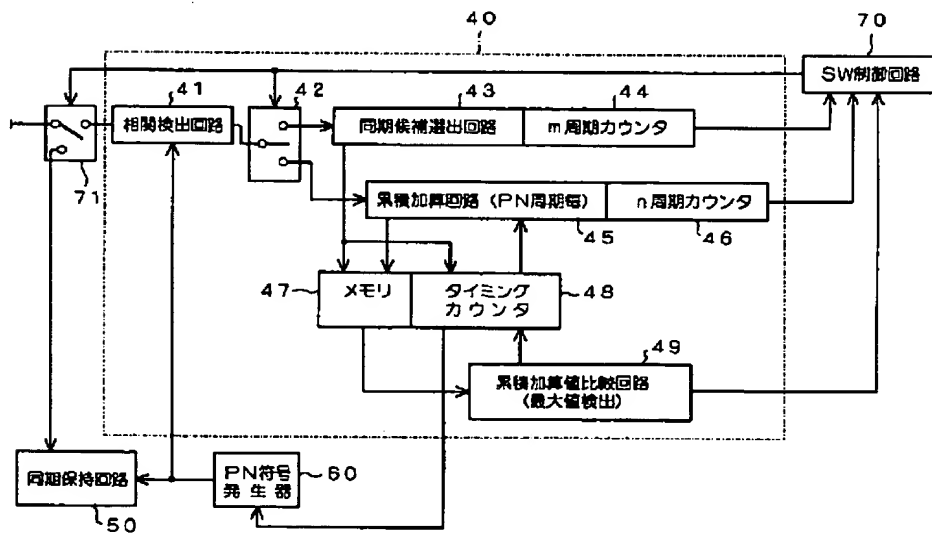 40
70
SW制御回路
41
42
43
44
相関検出回路
同期候補選出回路
m周期カウンタ
71
累積加算回路(PN周期毎)
n周期カウンタ
45
46
47
メモリ
タイミング
カウンタ
48
49
累積加算値比較回路
(最大値検出)
同期保持回路
50
PN符号
発生器
60